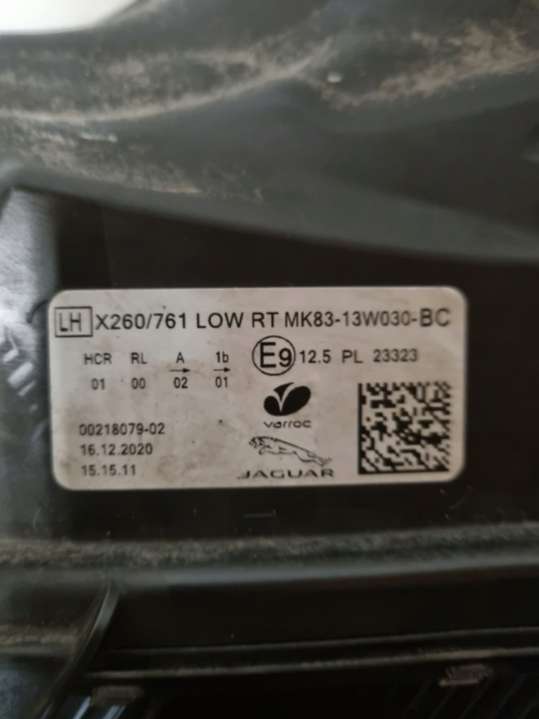 LH X260/761 LOW RT MK83-13W030-BC
HCR RL A 1b E9 12.5 PL 23323
01 00 02 01
varroc
00218079-02
16.12.2020
15.15.11
JAGUAR